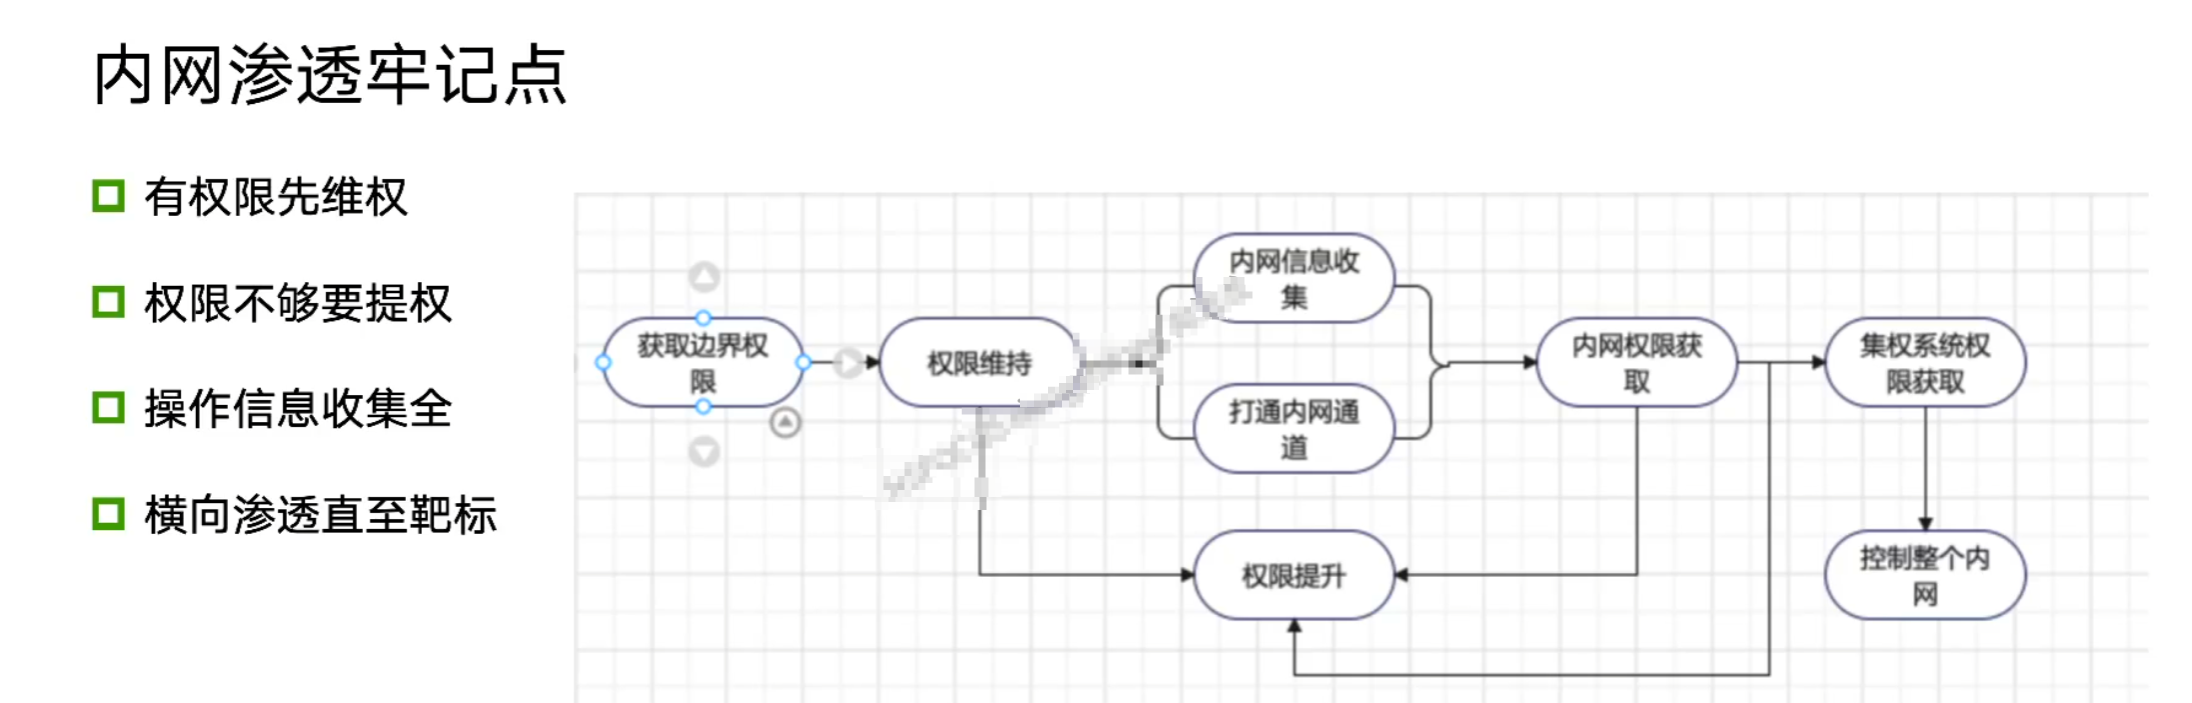 内网渗透牢记点
有权限先维权
权限不够要提权
操作信息收集全
横向渗透直至靶标
获取边界权
限
权限维持
内网信息收
集
打通内网通
道
权限提升
内网权限获
取
集权系统权
限获取
控制整个内
网